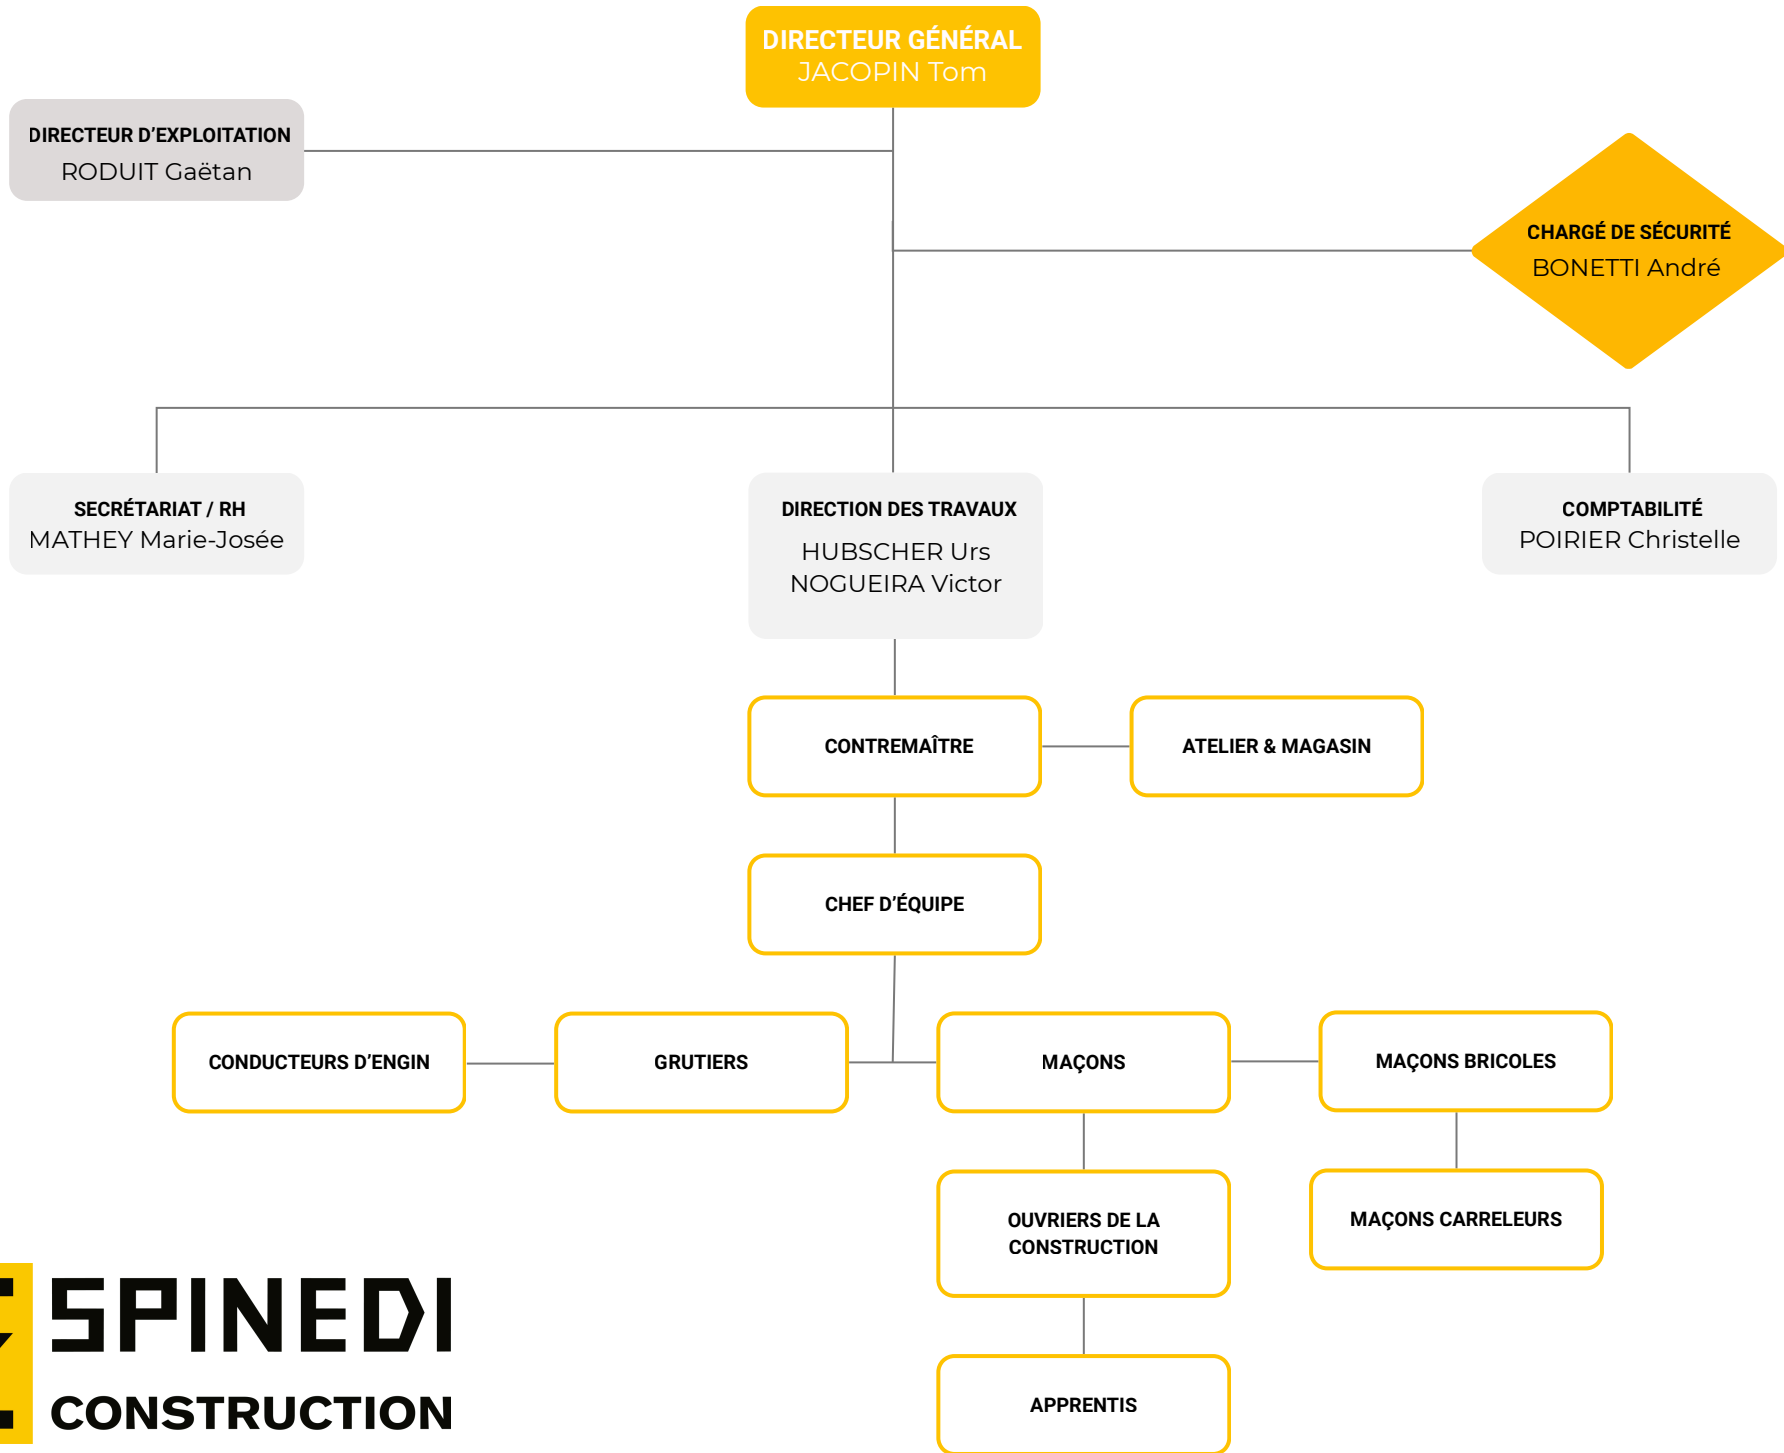 DIRECTEUR GÉNÉRAL
JACOPIN Tom
DIRECTEUR D'EXPLOITATION
RODUIT Gaëtan
CHARGÉ DE SÉCURITÉ
BONETTI André
SECRÉTARIAT / RH
MATHEY Marie-Josée
DIRECTION DES TRAVAUX
HUBSCHER Urs
NOGUEIRA Victor
COMPTABILITÉ
POIRIER Christelle
CONTREMAÎTRE
ATELIER & MAGASIN
CHEF D'ÉQUIPE
CONDUCTEURS D'ENGIN
GRUTIERS
MAÇONS
MAÇONS BRICOLES
OUVRIERS DE LA
CONSTRUCTION
MAÇONS CARRELEURS
APPRENTIS
SPINEDI
CONSTRUCTION